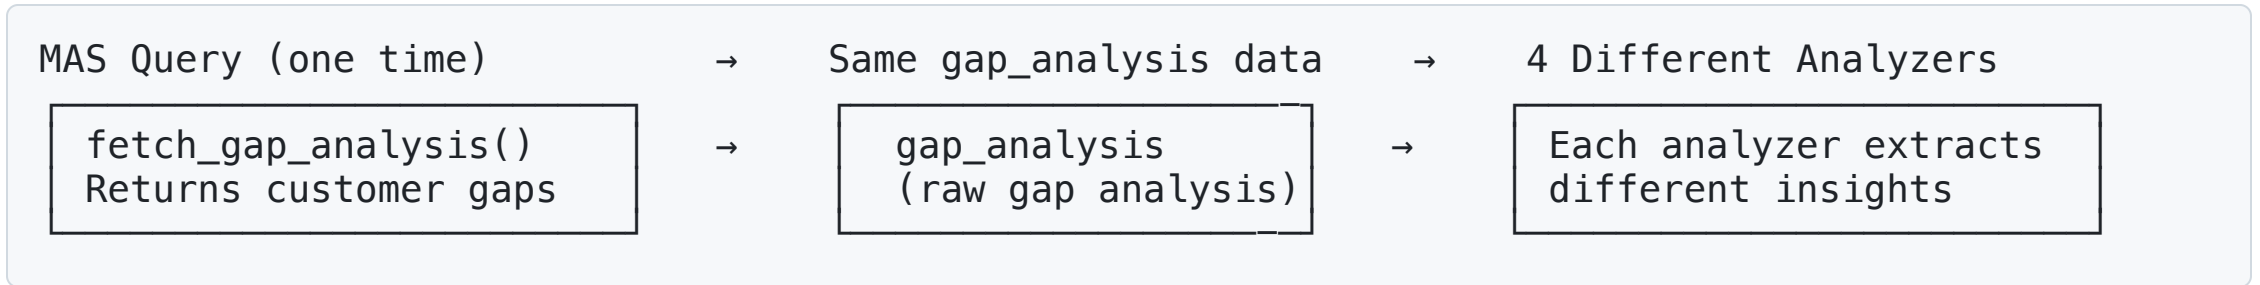 MAS Query (one time) → Same gap_analysis data → 4 Different Analyzers
fetch_gap_analysis() → gap_analysis → Each analyzer extracts
Returns customer gaps (raw gap analysis) different insights